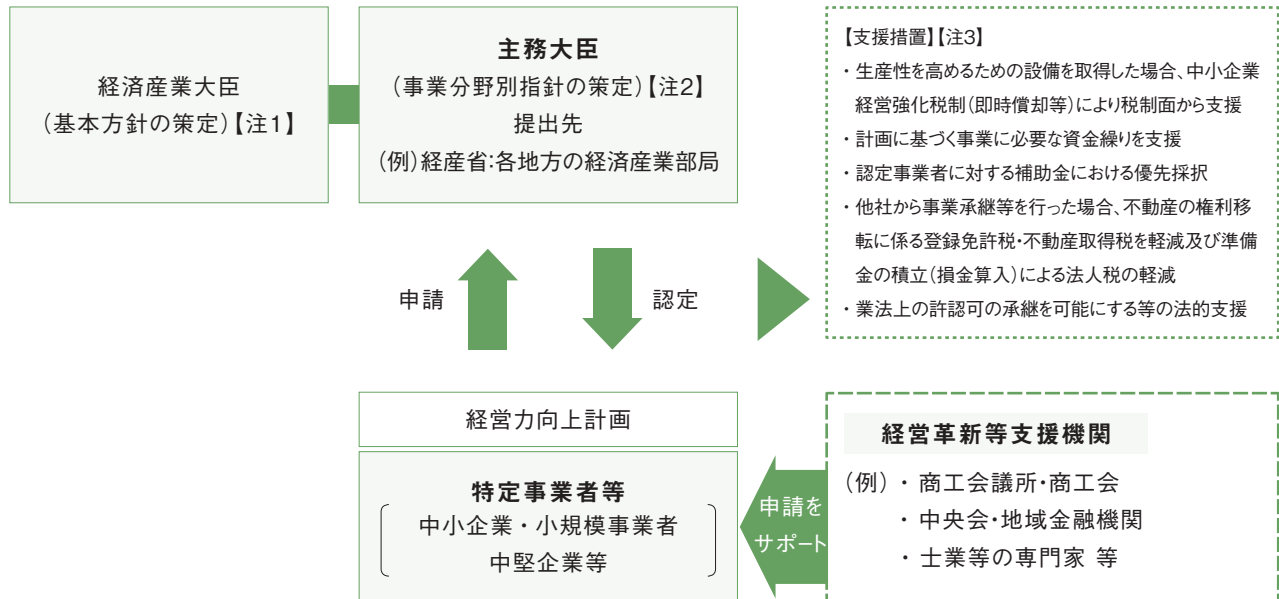 経済産業大臣
(基本方針の策定)【注1】
主務大臣
(事業分野別指針の策定)【注2】
提出先
(例)経産省:各地方の経済産業部局
【支援措置】【注3】
・生産性を高めるための設備を取得した場合、中小企業
経営強化税制(即時償却等)により税制面から支援
・計画に基づく事業に必要な資金繰りを支援
・認定事業者に対する補助金における優先採択
・他社から事業承継等を行った場合、不動産の権利移
転に係る登録免許税・不動産取得税を軽減及び準備
金の積立(損金算入)による法人税の軽減
・業法上の許認可の承継を可能にする等の法的支援
申請
認定
経営力向上計画
特定事業者等
中小企業・小規模事業者
中堅企業等
申請を
サポート
経営革新等支援機関
(例)・商工会議所・商工会
・中央会・地域金融機関
・士業等の専門家 等